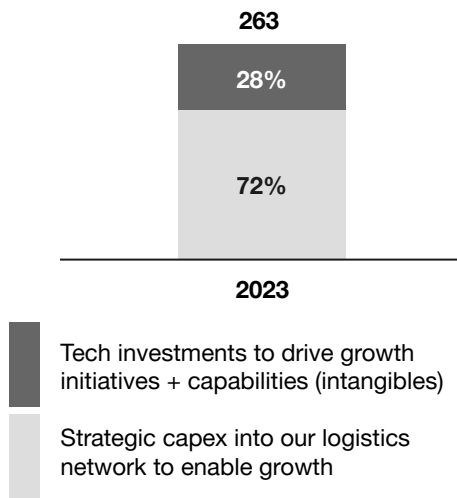 263
28%
72%
2023
Tech investments to drive growth
initiatives + capabilities (intangibles)
Strategic capex into our logistics
network to enable growth